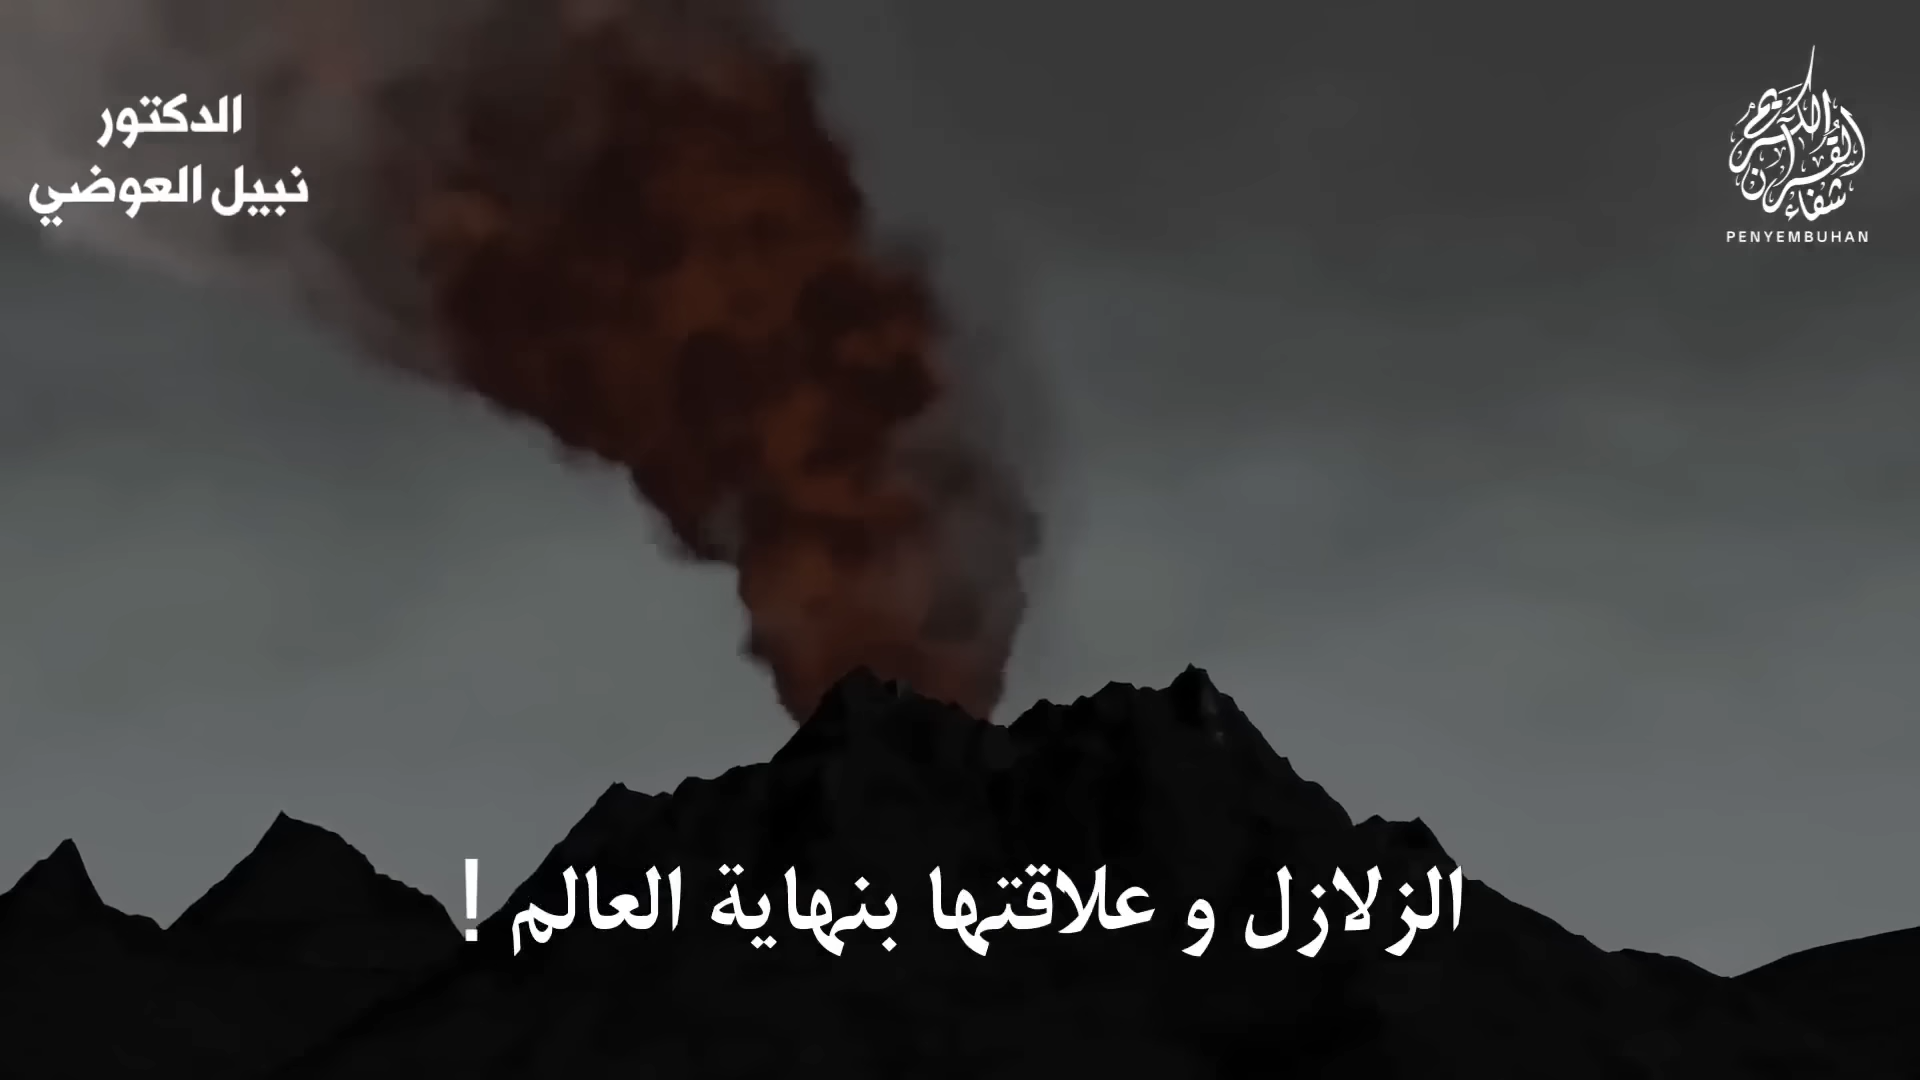 الدكتور
نبيل العوضي
القرآن الكريم
شفاء
PENYEMBUHAN
الزلازل و علاقتها بنهاية العالم !